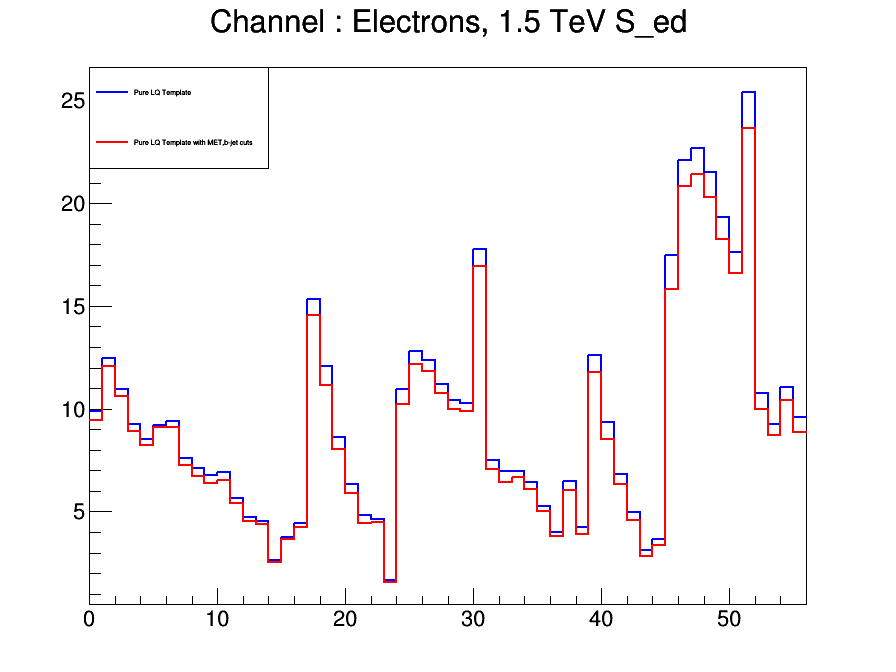 Channel : Electrons, 1.5 TeV S_ed
Pure LQ Template
Pure LQ Template with MET,b-jet cuts
25
20
15
10
5
0 10 20 30 40 50